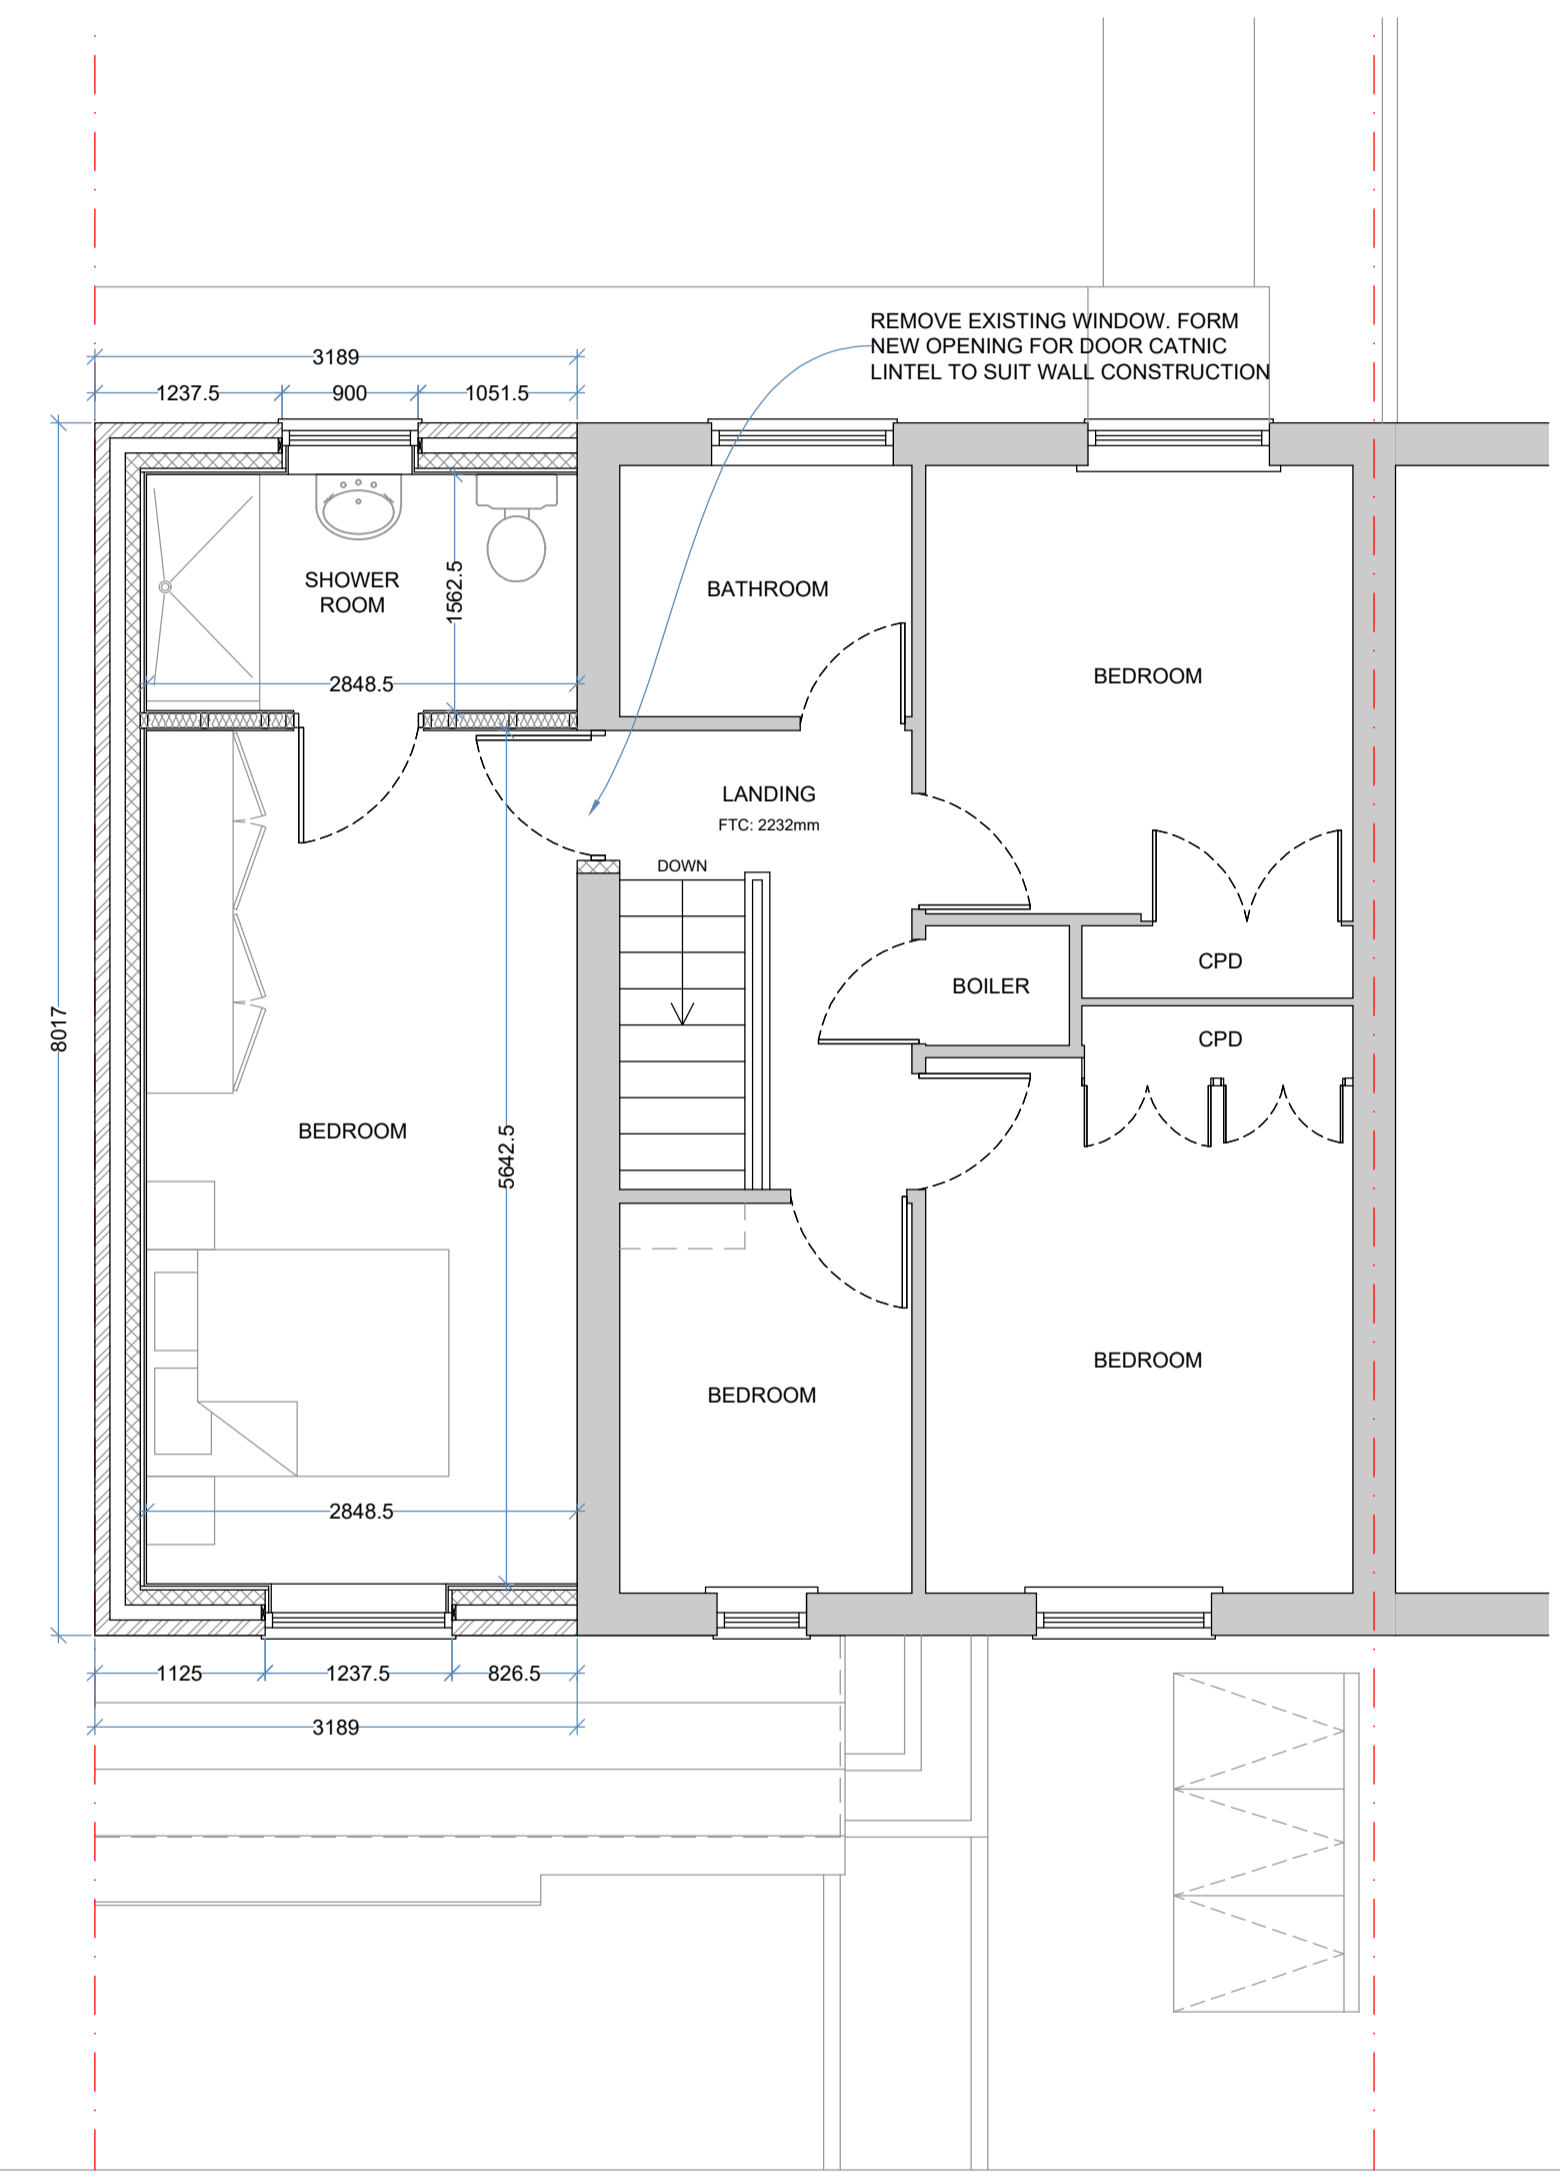 REMOVE EXISTING WINDOW. FORM
NEW OPENING FOR DOOR CATNIC
LINTEL TO SUIT WALL CONSTRUCTION
3189
1237.5
900
1051.5
SHOWER
ROOM
1562.5
2848.5
BATHROOM
BEDROOM
LANDING
FTC: 2232mm
DOWN
CPD
BOILER
CPD
8017
BEDROOM
5642.5
BEDROOM
BEDROOM
2848.5
1125
1237.5
826.5
3189